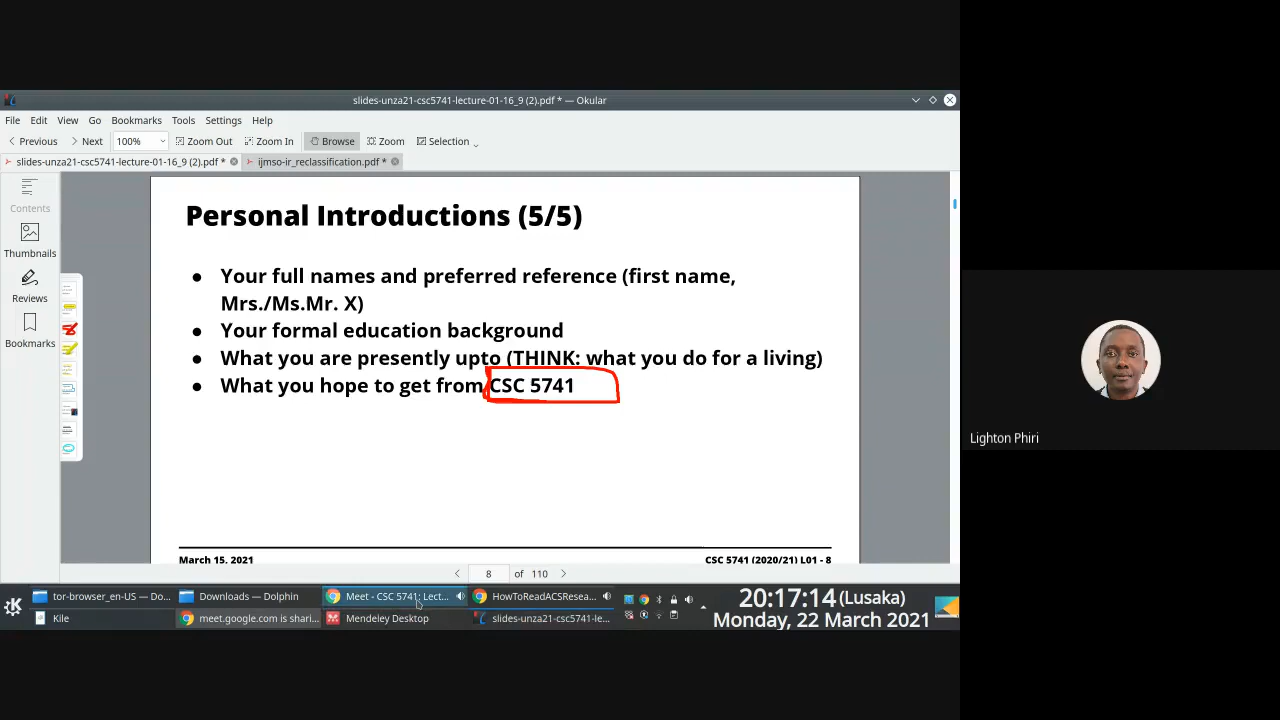 slides-unza21-csc5741-lecture-01-16_9 (2).pdf * — Okular
File Edit View Go Bookmarks Tools Settings Help
Previous Next 100% Zoom Out Zoom In Browse Zoom Selection
slides-unza21-csc5741-lecture-01-16_9 (2).pdf * ijmso-ir_reclassification.pdf *
Contents
Thumbnails
Reviews
Bookmarks
Personal Introductions (5/5)
● Your full names and preferred reference (first name,
Mrs./Ms.Mr. X)
● Your formal education background
● What you are presently upto (THINK: what you do for a living)
● What you hope to get from CSC 5741
March 15, 2021 CSC 5741 (2020/21) L01 - 8
8 of 110
Lighton Phiri
tor-browser_en-US — Do... Downloads — Dolphin Meet - CSC 5741: Lect... HowToReadACSResea...
Kile meet.google.com is shari... Mendeley Desktop slides-unza21-csc5741-le...
20:17:14 (Lusaka)
Monday, 22 March 2021